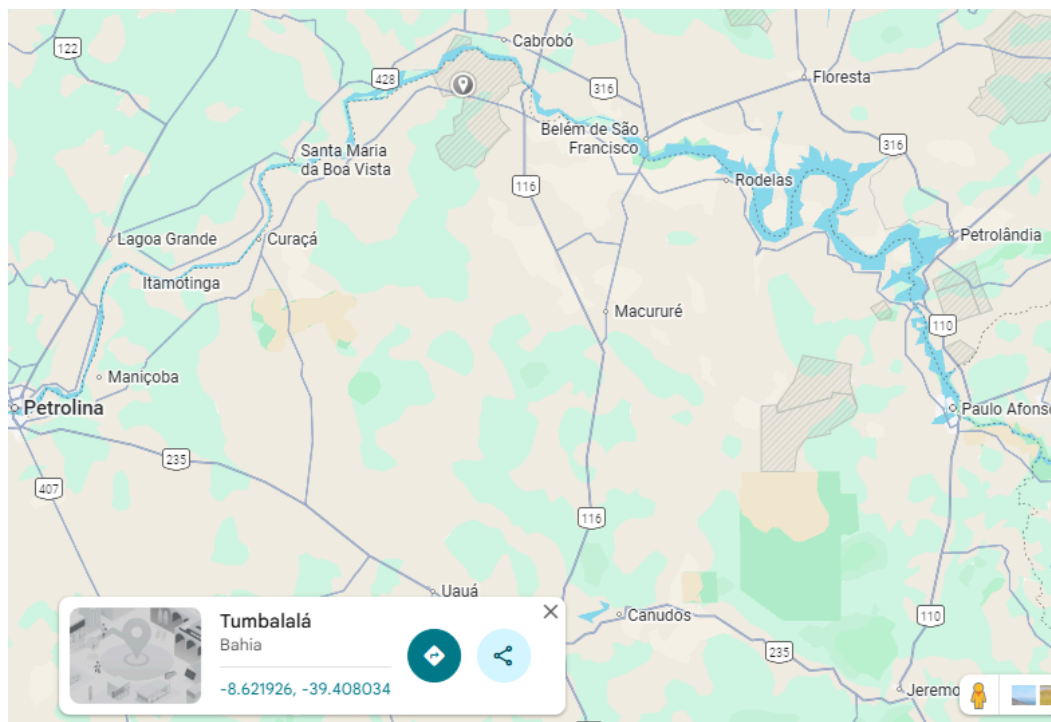 Cabrobó
122
428
Floresta
316
Belém de São
Francisco
316
Santa Maria
da Boa Vista
116
Rodelas
Lagoa Grande
Curaçá
Petrolândia
Itamotinga
Macururé
110
Maniçoba
Petrolina
Paulo Afonso
235
407
116
Uauá
Tumbalalá
Bahia
-8.621926, -39.408034
Canudos
110
235
Jeremo